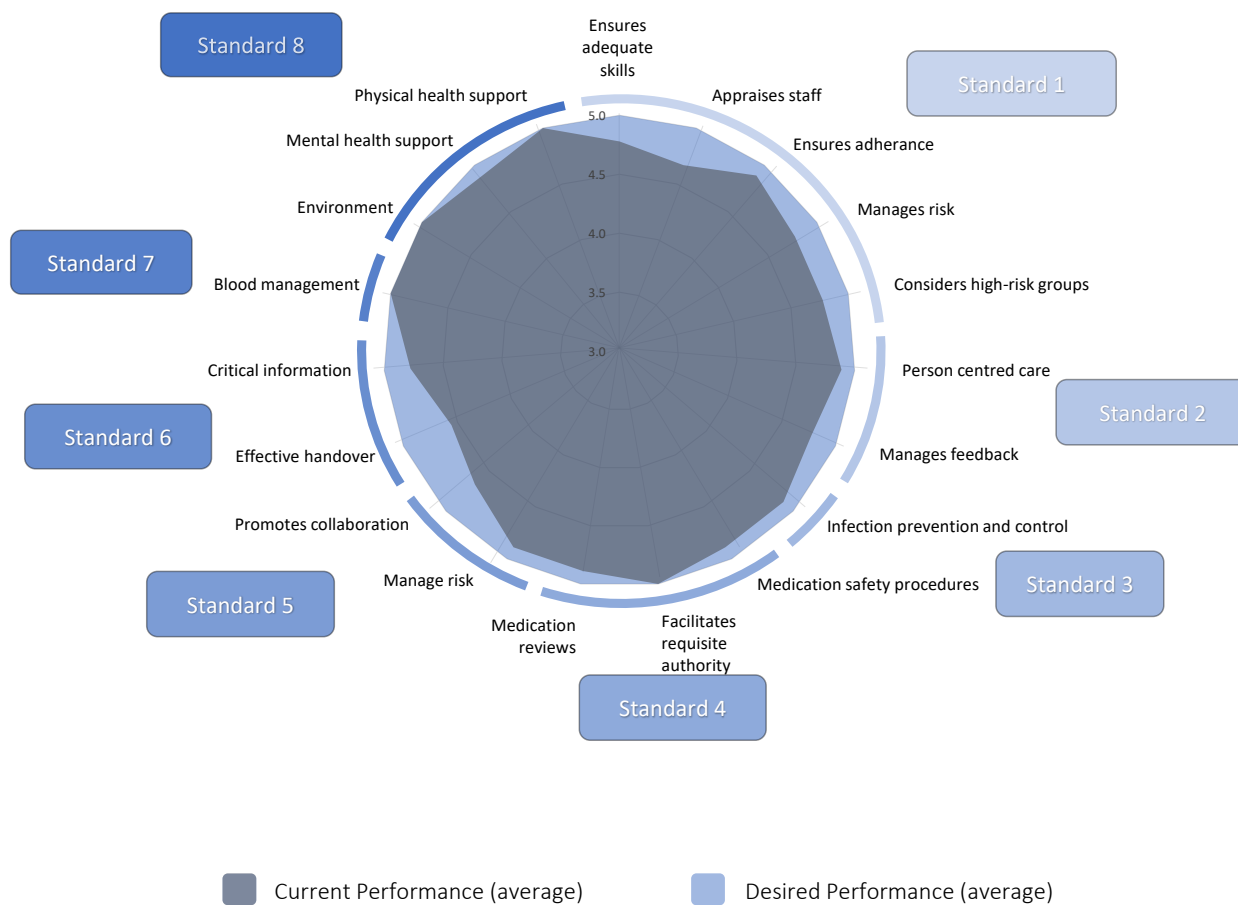 Standard 8
Ensures
adequate
skills
Standard 1
Physical health support
Appraises staff
5.0
Mental health support
Ensures adherance
4.5
Environment
Manages risk
4.0
Standard 7
Blood management
Considers high-risk groups
3.5
3.0
Critical information
Person centred care
Standard 6
Standard 2
Effective handover
Manages feedback
Promotes collaboration
Infection prevention and control
Manage risk
Medication safety procedures
Standard 5
Standard 3
Medication
reviews
Facilitates
requisite
authority
Standard 4
Current Performance (average)
Desired Performance (average)